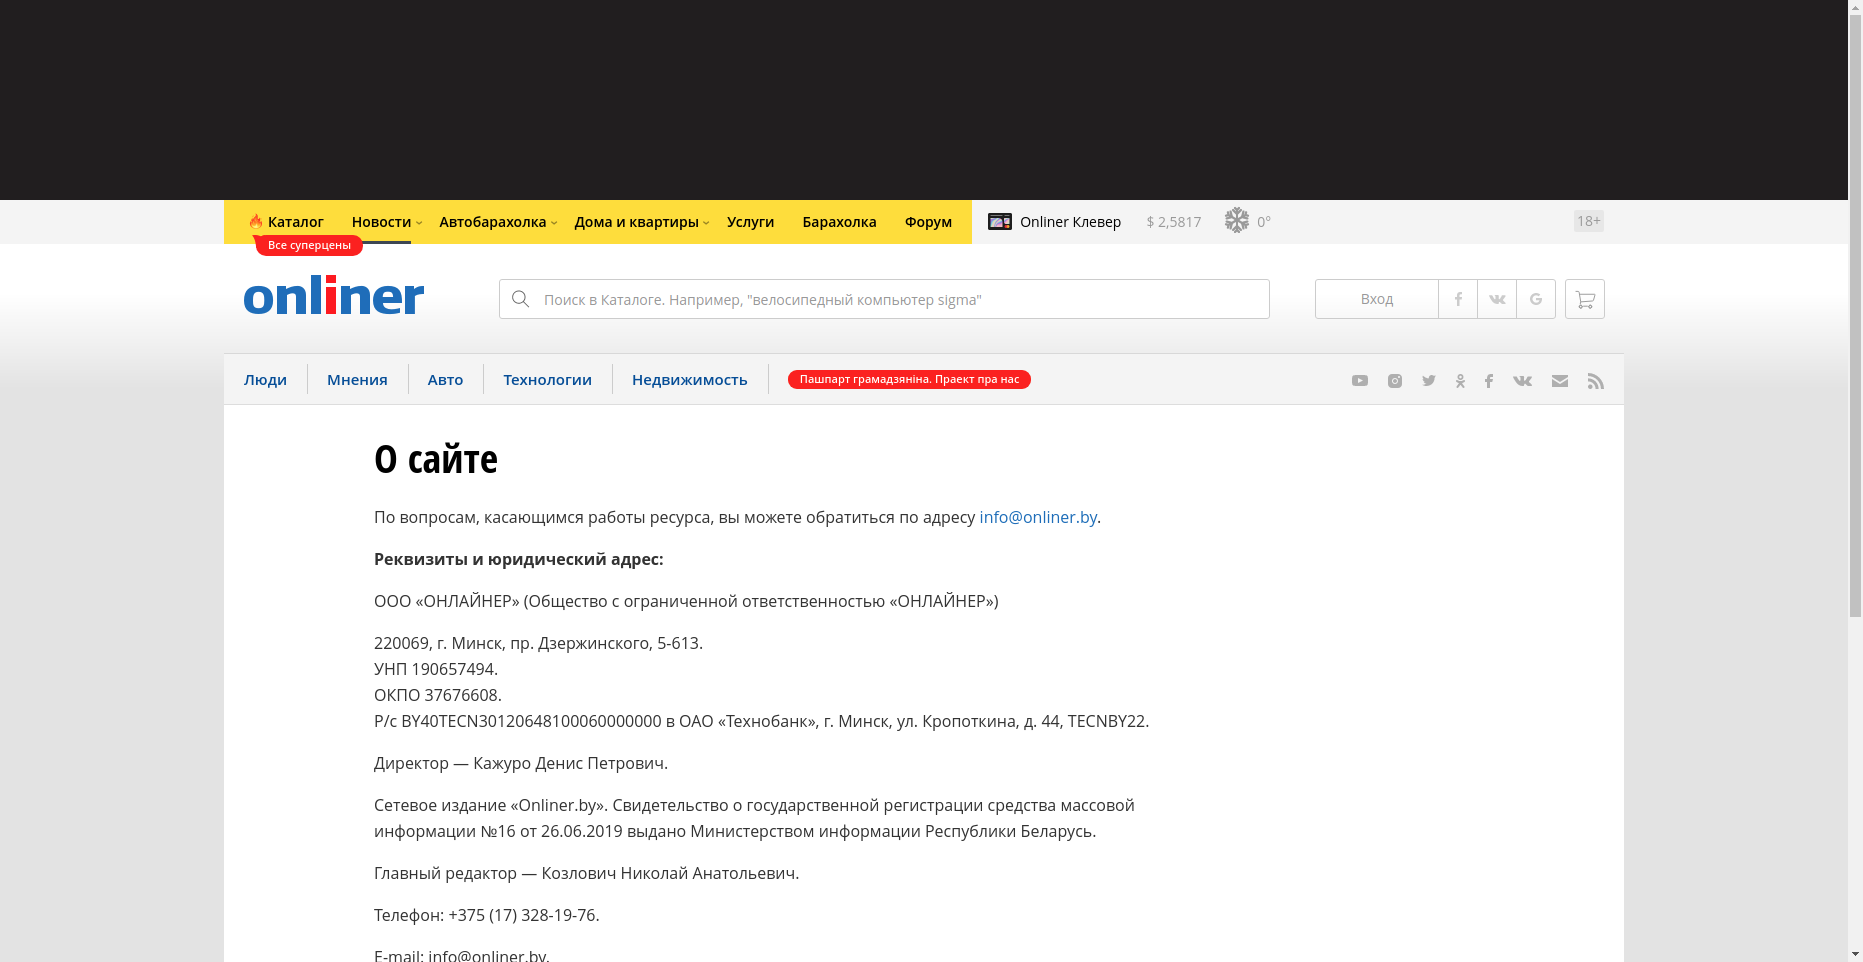 Каталог Новости Автобарахолка Дома и квартиры Услуги Барахолка Форум Onliner Клевер $ 2,5817 0° 18+
Все суперцены
onliner
Поиск в Каталоге. Например, "велосипедный компьютер sigma"
Вход
Люди Мнения Авто Технологии Недвижимость Пашпарт грамадзяніна. Праект пра нас
О сайте
По вопросам, касающимся работы ресурса, вы можете обратиться по адресу info@onliner.by.
Реквизиты и юридический адрес:
ООО «ОНЛАЙНЕР» (Общество с ограниченной ответственностью «ОНЛАЙНЕР»)
220069, г. Минск, пр. Дзержинского, 5-613.
УНП 190657494.
ОКПО 37676608.
Р/с BY40TECN30120648100060000000 в ОАО «Технобанк», г. Минск, ул. Кропоткина, д. 44, TECNBY22.
Директор — Кажуро Денис Петрович.
Сетевое издание «Onliner.by». Свидетельство о государственной регистрации средства массовой
информации №16 от 26.06.2019 выдано Министерством информации Республики Беларусь.
Главный редактор — Козлович Николай Анатольевич.
Телефон: +375 (17) 328-19-76.
E-mail: info@onliner.by.